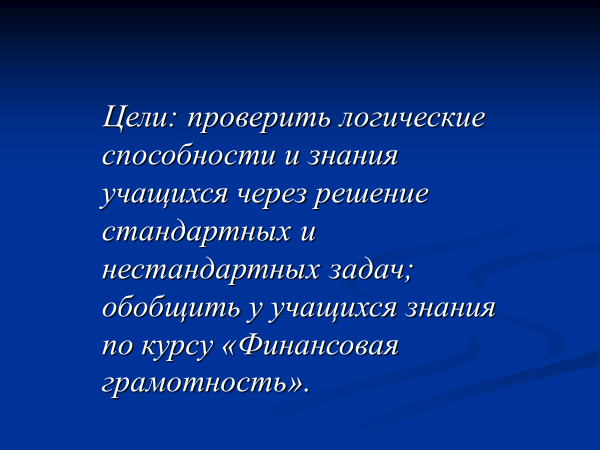 Цели: проверить логические
способности и знания
учащихся через решение
стандартных и
нестандартных задач;
обобщить у учащихся знания
по курсу «Финансовая
грамотность».